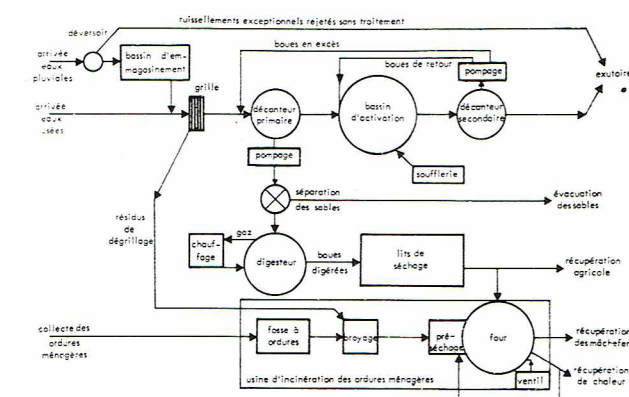 ruissellements exceptionnels rejetés sans traitement
déversoir
arrivée
eaux
pluviales
bassin d'em-
magasinement
boues en excès
boues de retour
pompage
exutoire
grille
arrivée
eaux
usées
décanteur
primaire
bassin
d'activation
décanteur
secondaire
pompage
soufflerie
séparation
des sables
évacuation
des sables
résidus
de
dégrillage
gaz
chauf-
fage
digesteur
boues
digérées
lits de
séchage
récupération
agricole
collecte des
ordures
ménagères
fosse à
ordures
broyage
pré-
séchage
four
récupération
des mâchefer
usine d'incinération des ordures ménagères
ventil
récupération
de chaleur